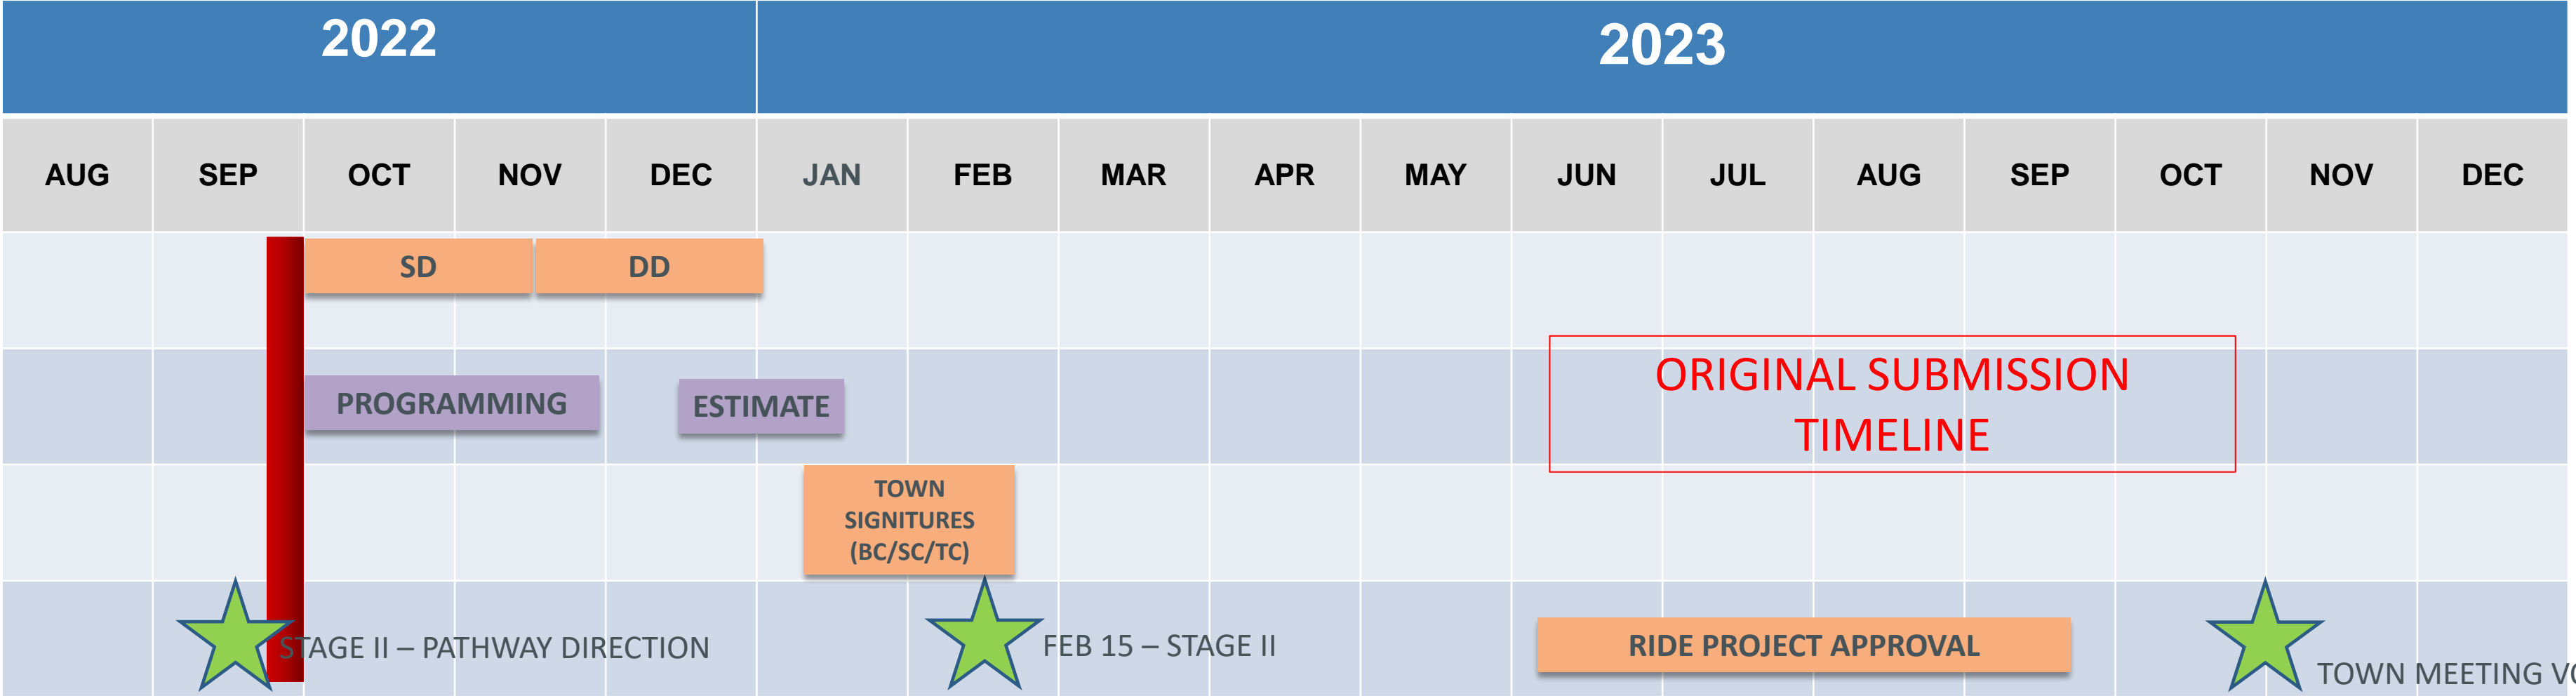 2022 2023
AUG SEP OCT NOV DEC JAN FEB MAR APR MAY JUN JUL AUG SEP OCT NOV DEC
SD DD
ORIGINAL SUBMISSION
TIMELINE
PROGRAMMING ESTIMATE
TOWN
SIGNITURES
(BC/SC/TC)
STAGE II – PATHWAY DIRECTION
FEB 15 – STAGE II
RIDE PROJECT APPROVAL
TOWN MEETING